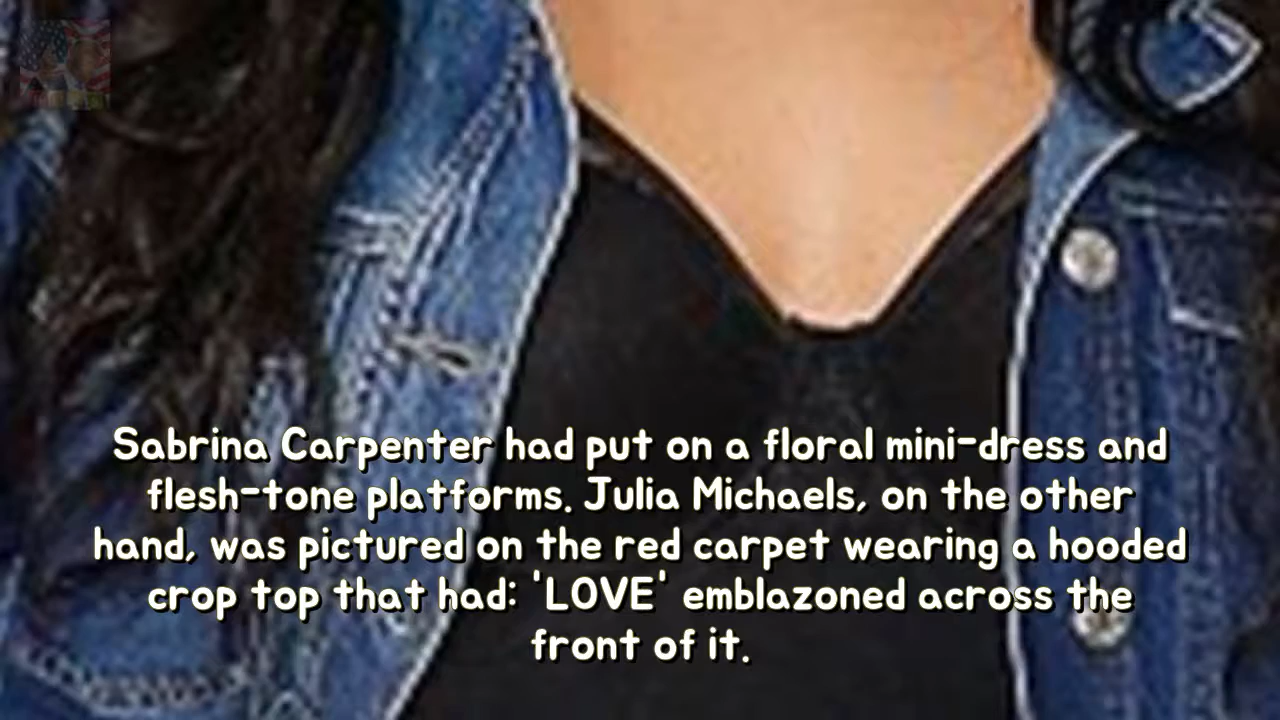 Sabrina Carpenter had put on a floral mini-dress and
flesh-tone platforms. Julia Michaels, on the other
hand, was pictured on the red carpet wearing a hooded
crop top that had: 'LOVE' emblazoned across the
front of it.